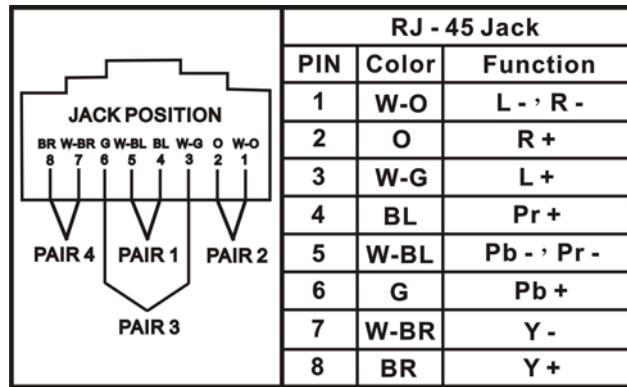 JACK POSITION
BR W-BR G W-BL BL W-G O W-O
8 7 6 5 4 3 2 1
PAIR 4 PAIR 1 PAIR 2
PAIR 3
RJ - 45 Jack
PIN Color Function
1 W-O L - , R -
2 O R +
3 W-G L +
4 BL Pr +
5 W-BL Pb - , Pr -
6 G Pb +
7 W-BR Y -
8 BR Y +